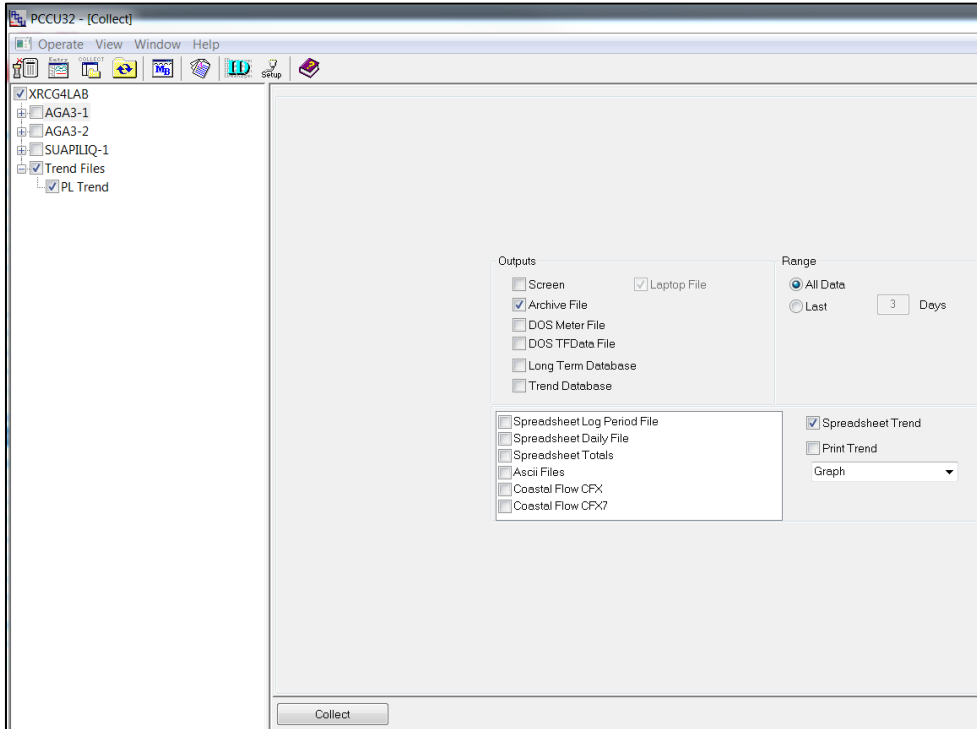 PCCU32 - [Collect]
Operate View Window Help
Entry COLLECT MB Setup
XRCG4LAB
AGA3-1
AGA3-2
SUAPILIQ-1
Trend Files
PL Trend
Outputs
Screen Laptop File
Archive File
DOS Meter File
DOS TFData File
Long Term Database
Trend Database
Range
All Data
Last 3 Days
Spreadsheet Log Period File
Spreadsheet Daily File
Spreadsheet Totals
Ascii Files
Coastal Flow CFX
Coastal Flow CFX7
Spreadsheet Trend
Print Trend
Graph
Collect